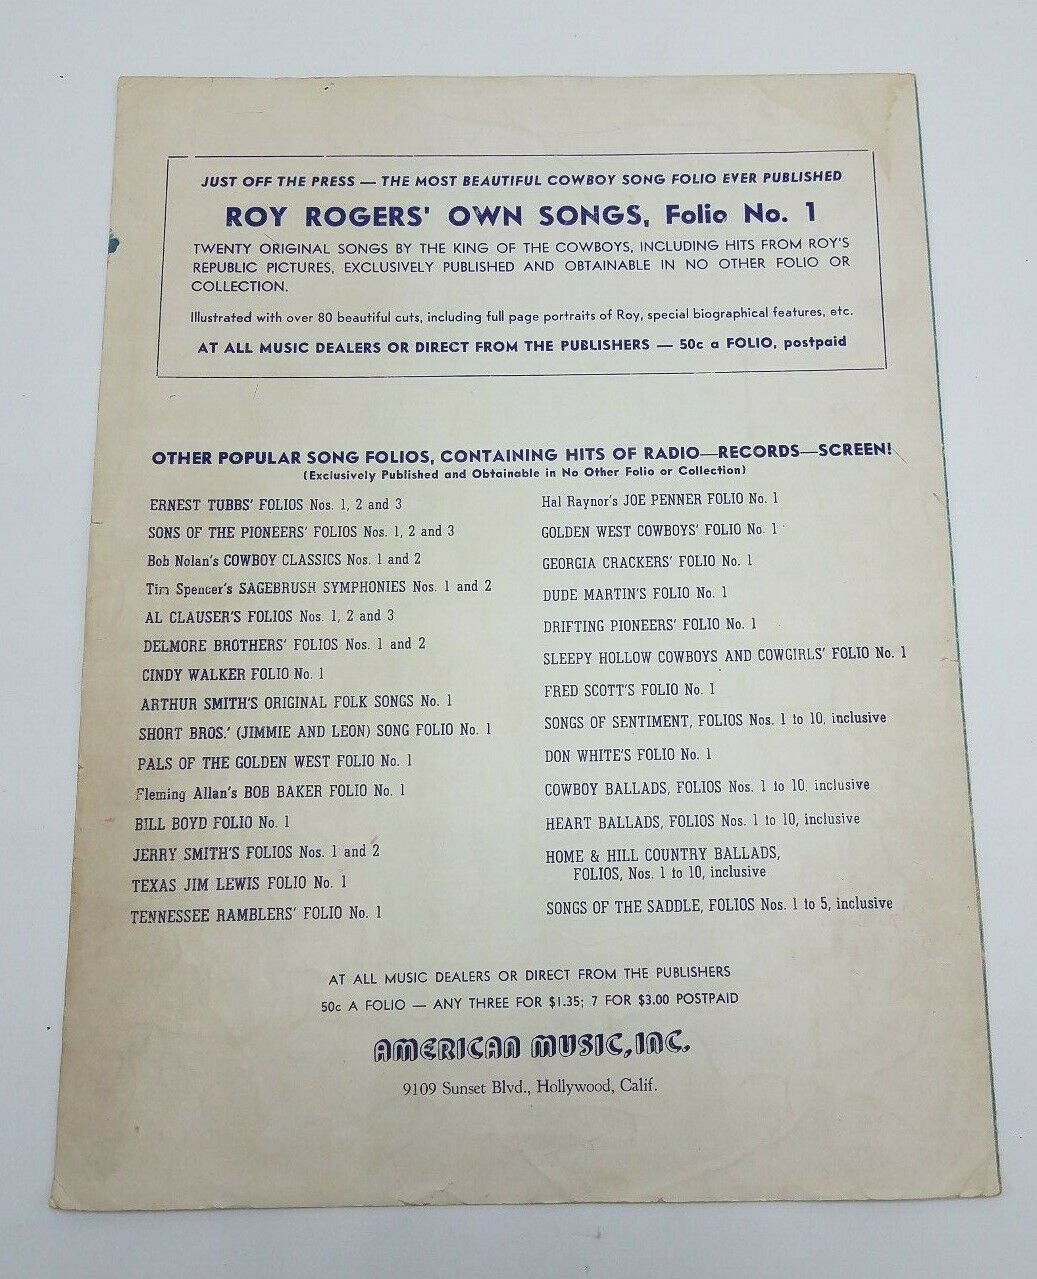 JUST OFF THE PRESS — THE MOST BEAUTIFUL COWBOY SONG FOLIO EVER PUBLISHED
ROY ROGERS' OWN SONGS, Folio No. 1
TWENTY ORIGINAL SONGS BY THE KING OF THE COWBOYS, INCLUDING HITS FROM ROY'S
REPUBLIC PICTURES, EXCLUSIVELY PUBLISHED AND OBTAINABLE IN NO OTHER FOLIO OR
COLLECTION.
Illustrated with over 80 beautiful cuts, including full page portraits of Roy, special biographical features, etc.
AT ALL MUSIC DEALERS OR DIRECT FROM THE PUBLISHERS — 50c a FOLIO, postpaid
OTHER POPULAR SONG FOLIOS, CONTAINING HITS OF RADIO—RECORDS—SCREEN!
(Exclusively Published and Obtainable in No Other Folio or Collection)
ERNEST TUBBS' FOLIOS Nos. 1, 2 and 3
SONS OF THE PIONEERS' FOLIOS Nos. 1, 2 and 3
Bob Nolan's COWBOY CLASSICS Nos. 1 and 2
Tim Spencer's SAGEBRUSH SYMPHONIES Nos. 1 and 2
AL CLAUSER'S FOLIOS Nos. 1, 2 and 3
DELMORE BROTHERS' FOLIOS Nos. 1 and 2
CINDY WALKER FOLIO No. 1
ARTHUR SMITH'S ORIGINAL FOLK SONGS No. 1
SHORT BROS.' (JIMMIE AND LEON) SONG FOLIO No. 1
PALS OF THE GOLDEN WEST FOLIO No. 1
Fleming Allan's BOB BAKER FOLIO No. 1
BILL BOYD FOLIO No. 1
JERRY SMITH'S FOLIOS Nos. 1 and 2
TEXAS JIM LEWIS FOLIO No. 1
TENNESSEE RAMBLERS' FOLIO No. 1
Hal Raynor's JOE PENNER FOLIO No. 1
GOLDEN WEST COWBOYS' FOLIO No. 1
GEORGIA CRACKERS' FOLIO No. 1
DUDE MARTIN'S FOLIO No. 1
DRIFTING PIONEERS' FOLIO No. 1
SLEEPY HOLLOW COWBOYS AND COWGIRLS' FOLIO No. 1
FRED SCOTT'S FOLIO No. 1
SONGS OF SENTIMENT, FOLIOS Nos. 1 to 10, inclusive
DON WHITE'S FOLIO No. 1
COWBOY BALLADS, FOLIOS Nos. 1 to 10, inclusive
HEART BALLADS, FOLIOS Nos. 1 to 10, inclusive
HOME & HILL COUNTRY BALLADS,
FOLIOS, Nos. 1 to 10, inclusive
SONGS OF THE SADDLE, FOLIOS Nos. 1 to 5, inclusive
AT ALL MUSIC DEALERS OR DIRECT FROM THE PUBLISHERS
50c A FOLIO — ANY THREE FOR $1.35; 7 FOR $3.00 POSTPAID
AMERICAN MUSIC, INC.
9109 Sunset Blvd., Hollywood, Calif.